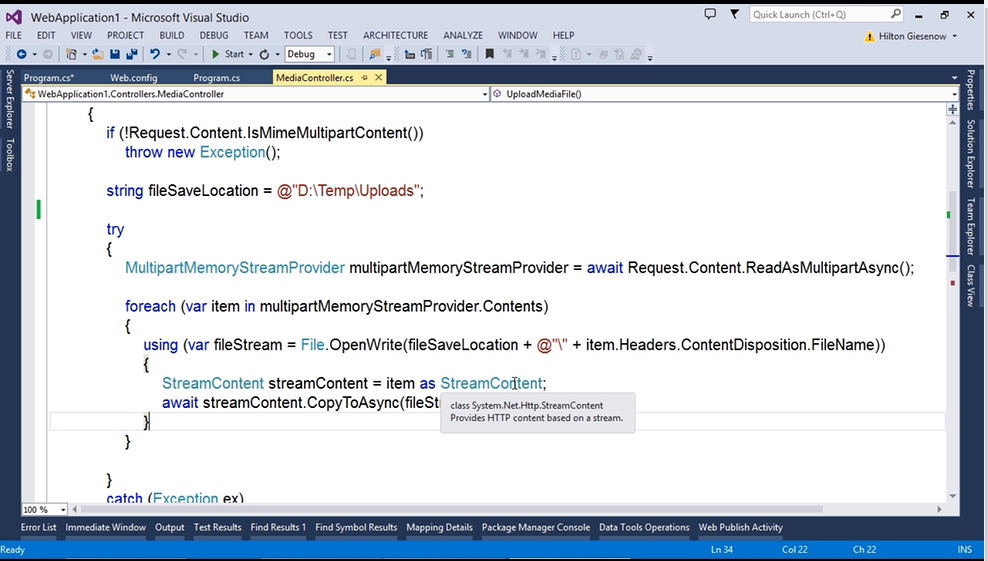 WebApplication1 - Microsoft Visual Studio
Quick Launch (Ctrl+Q)
FILE EDIT VIEW PROJECT BUILD DEBUG TEAM TOOLS TEST ARCHITECTURE ANALYZE WINDOW HELP
Hilton Giesenow
Start
Debug
Program.cs* Web.config Program.cs MediaController.cs
WebApplication1.Controllers.MediaController
UploadMediaFile()
Server Explorer
Toolbox
{
if (!Request.Content.IsMimeMultipartContent())
throw new Exception();
string fileSaveLocation = @"D:\Temp\Uploads";
try
{
MultipartMemoryStreamProvider multipartMemoryStreamProvider = await Request.Content.ReadAsMultipartAsync();
foreach (var item in multipartMemoryStreamProvider.Contents)
{
using (var fileStream = File.OpenWrite(fileSaveLocation + @"\" + item.Headers.ContentDisposition.FileName))
{
StreamContent streamContent = item as StreamContent;
await streamContent.CopyToAsync(fileSt
class System.Net.Http.StreamContent
Provides HTTP content based on a stream.
}
}
}
catch (Exception ex)
Properties
Solution Explorer
Team Explorer
Class View
100 %
Error List Immediate Window Output Test Results Find Results 1 Find Symbol Results Mapping Details Package Manager Console Data Tools Operations Web Publish Activity
Ready Ln 34 Col 22 Ch 22 INS